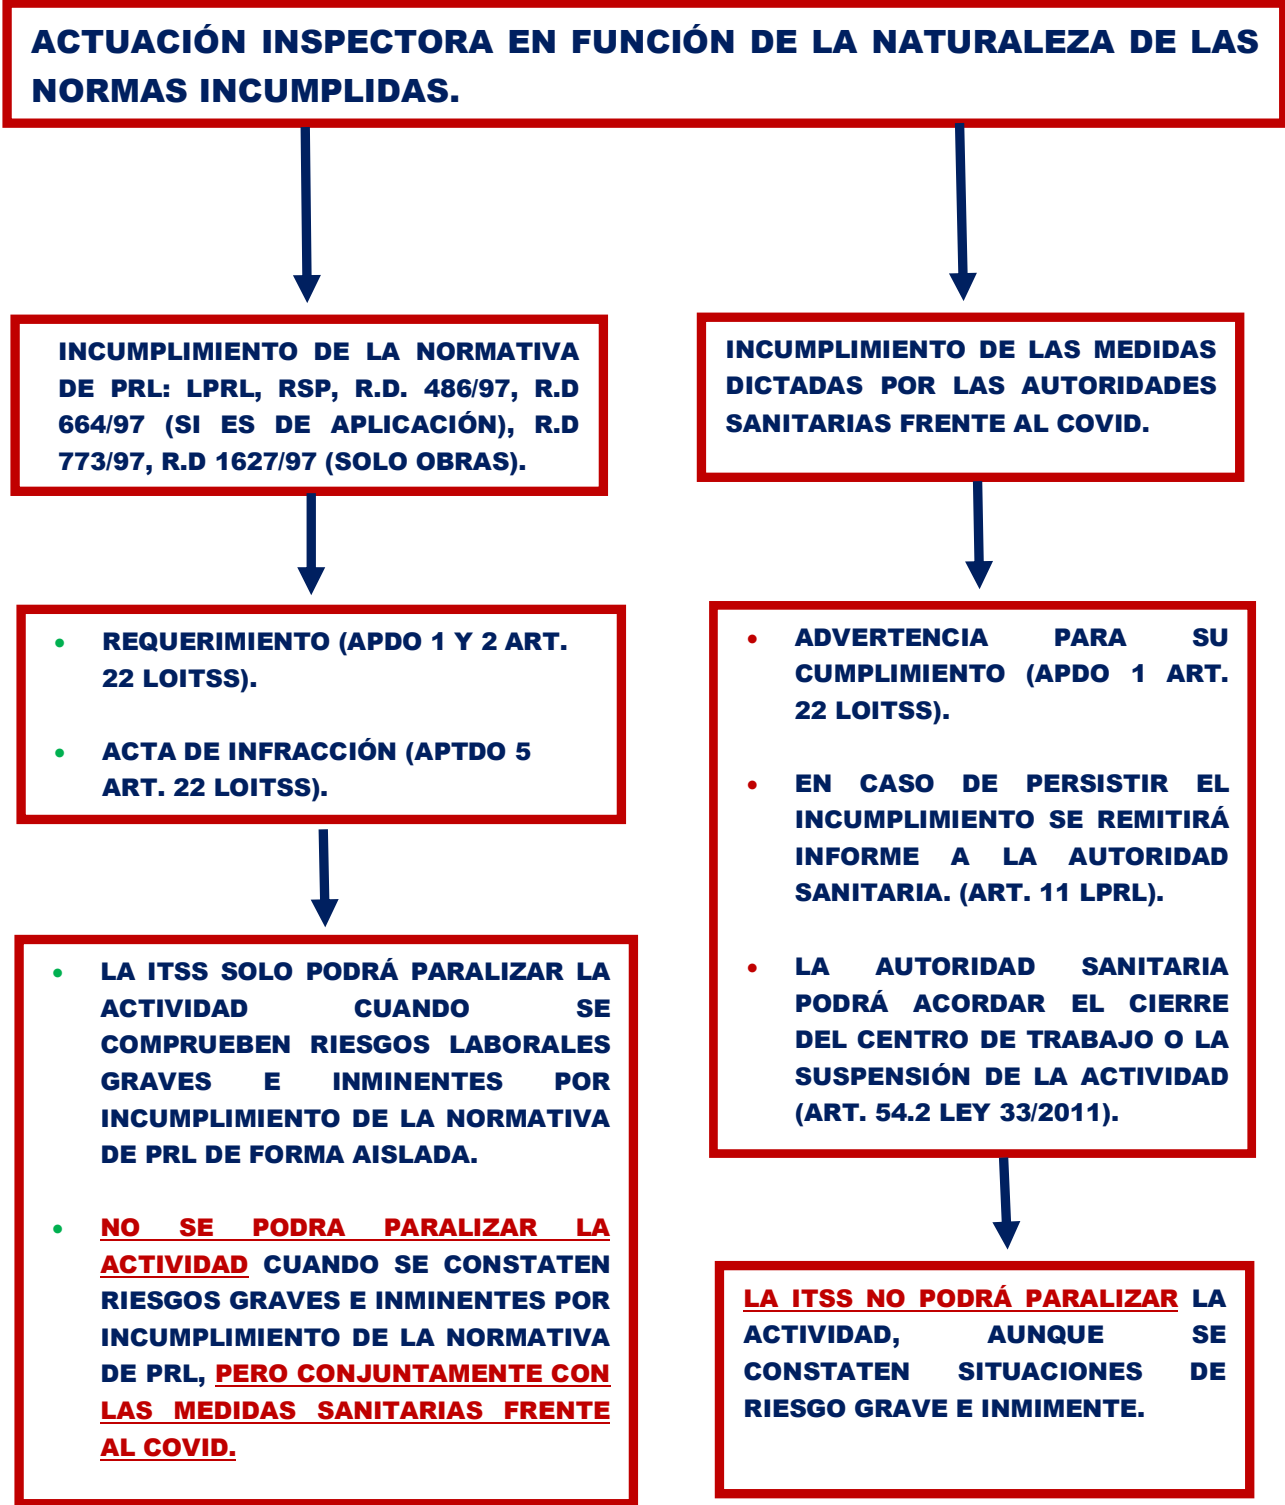 ACTUACIÓN INSPECTORA EN FUNCIÓN DE LA NATURALEZA DE LAS
NORMAS INCUMPLIDAS.
INCUMPLIMIENTO DE LA NORMATIVA
DE PRL: LPRL, RSP, R.D. 486/97, R.D
664/97 (SI ES DE APLICACIÓN), R.D
773/97, R.D 1627/97 (SOLO OBRAS).
• REQUERIMIENTO (APDO 1 Y 2 ART.
22 LOITSS).
• ACTA DE INFRACCIÓN (APTDO 5
ART. 22 LOITSS).
• LA ITSS SOLO PODRÁ PARALIZAR LA
ACTIVIDAD CUANDO SE
COMPRUEBEN RIESGOS LABORALES
GRAVES E INMINENTES POR
INCUMPLIMIENTO DE LA NORMATIVA
DE PRL DE FORMA AISLADA.
• NO SE PODRA PARALIZAR LA
ACTIVIDAD CUANDO SE CONSTATEN
RIESGOS GRAVES E INMINENTES POR
INCUMPLIMIENTO DE LA NORMATIVA
DE PRL, PERO CONJUNTAMENTE CON
LAS MEDIDAS SANITARIAS FRENTE
AL COVID.
INCUMPLIMIENTO DE LAS MEDIDAS
DICTADAS POR LAS AUTORIDADES
SANITARIAS FRENTE AL COVID.
• ADVERTENCIA PARA SU
CUMPLIMIENTO (APDO 1 ART.
22 LOITSS).
• EN CASO DE PERSISTIR EL
INCUMPLIMIENTO SE REMITIRÁ
INFORME A LA AUTORIDAD
SANITARIA. (ART. 11 LPRL).
• LA AUTORIDAD SANITARIA
PODRÁ ACORDAR EL CIERRE
DEL CENTRO DE TRABAJO O LA
SUSPENSIÓN DE LA ACTIVIDAD
(ART. 54.2 LEY 33/2011).
LA ITSS NO PODRÁ PARALIZAR LA
ACTIVIDAD, AUNQUE SE
CONSTATEN SITUACIONES DE
RIESGO GRAVE E INMIMENTE.